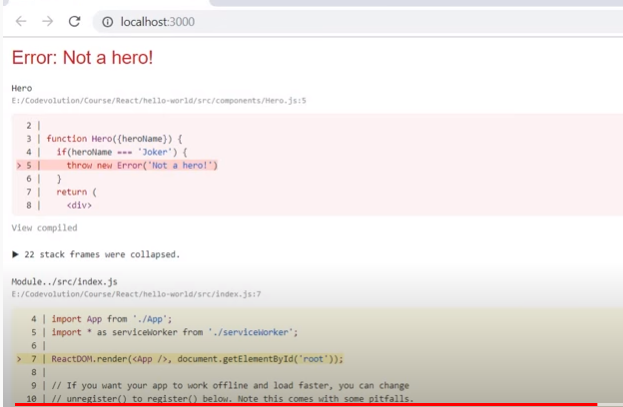 localhost:3000
Error: Not a hero!
Hero
E:/Codevolution/Course/React/hello-world/src/components/Hero.js:5
2 |
3 | function Hero({heroName}) {
4 |   if(heroName === 'Joker') {
> 5 |     throw new Error('Not a hero!')
6 |   }
7 |   return (
8 |     <div>
View compiled
▶ 22 stack frames were collapsed.
Module../src/index.js
E:/Codevolution/Course/React/hello-world/src/index.js:7
4 | import App from './App';
5 | import * as serviceWorker from './serviceWorker';
6 |
> 7 | ReactDOM.render(<App />, document.getElementById('root'));
8 |
9 | // If you want your app to work offline and load faster, you can change
10 | // unregister() to register() below. Note this comes with some pitfalls.